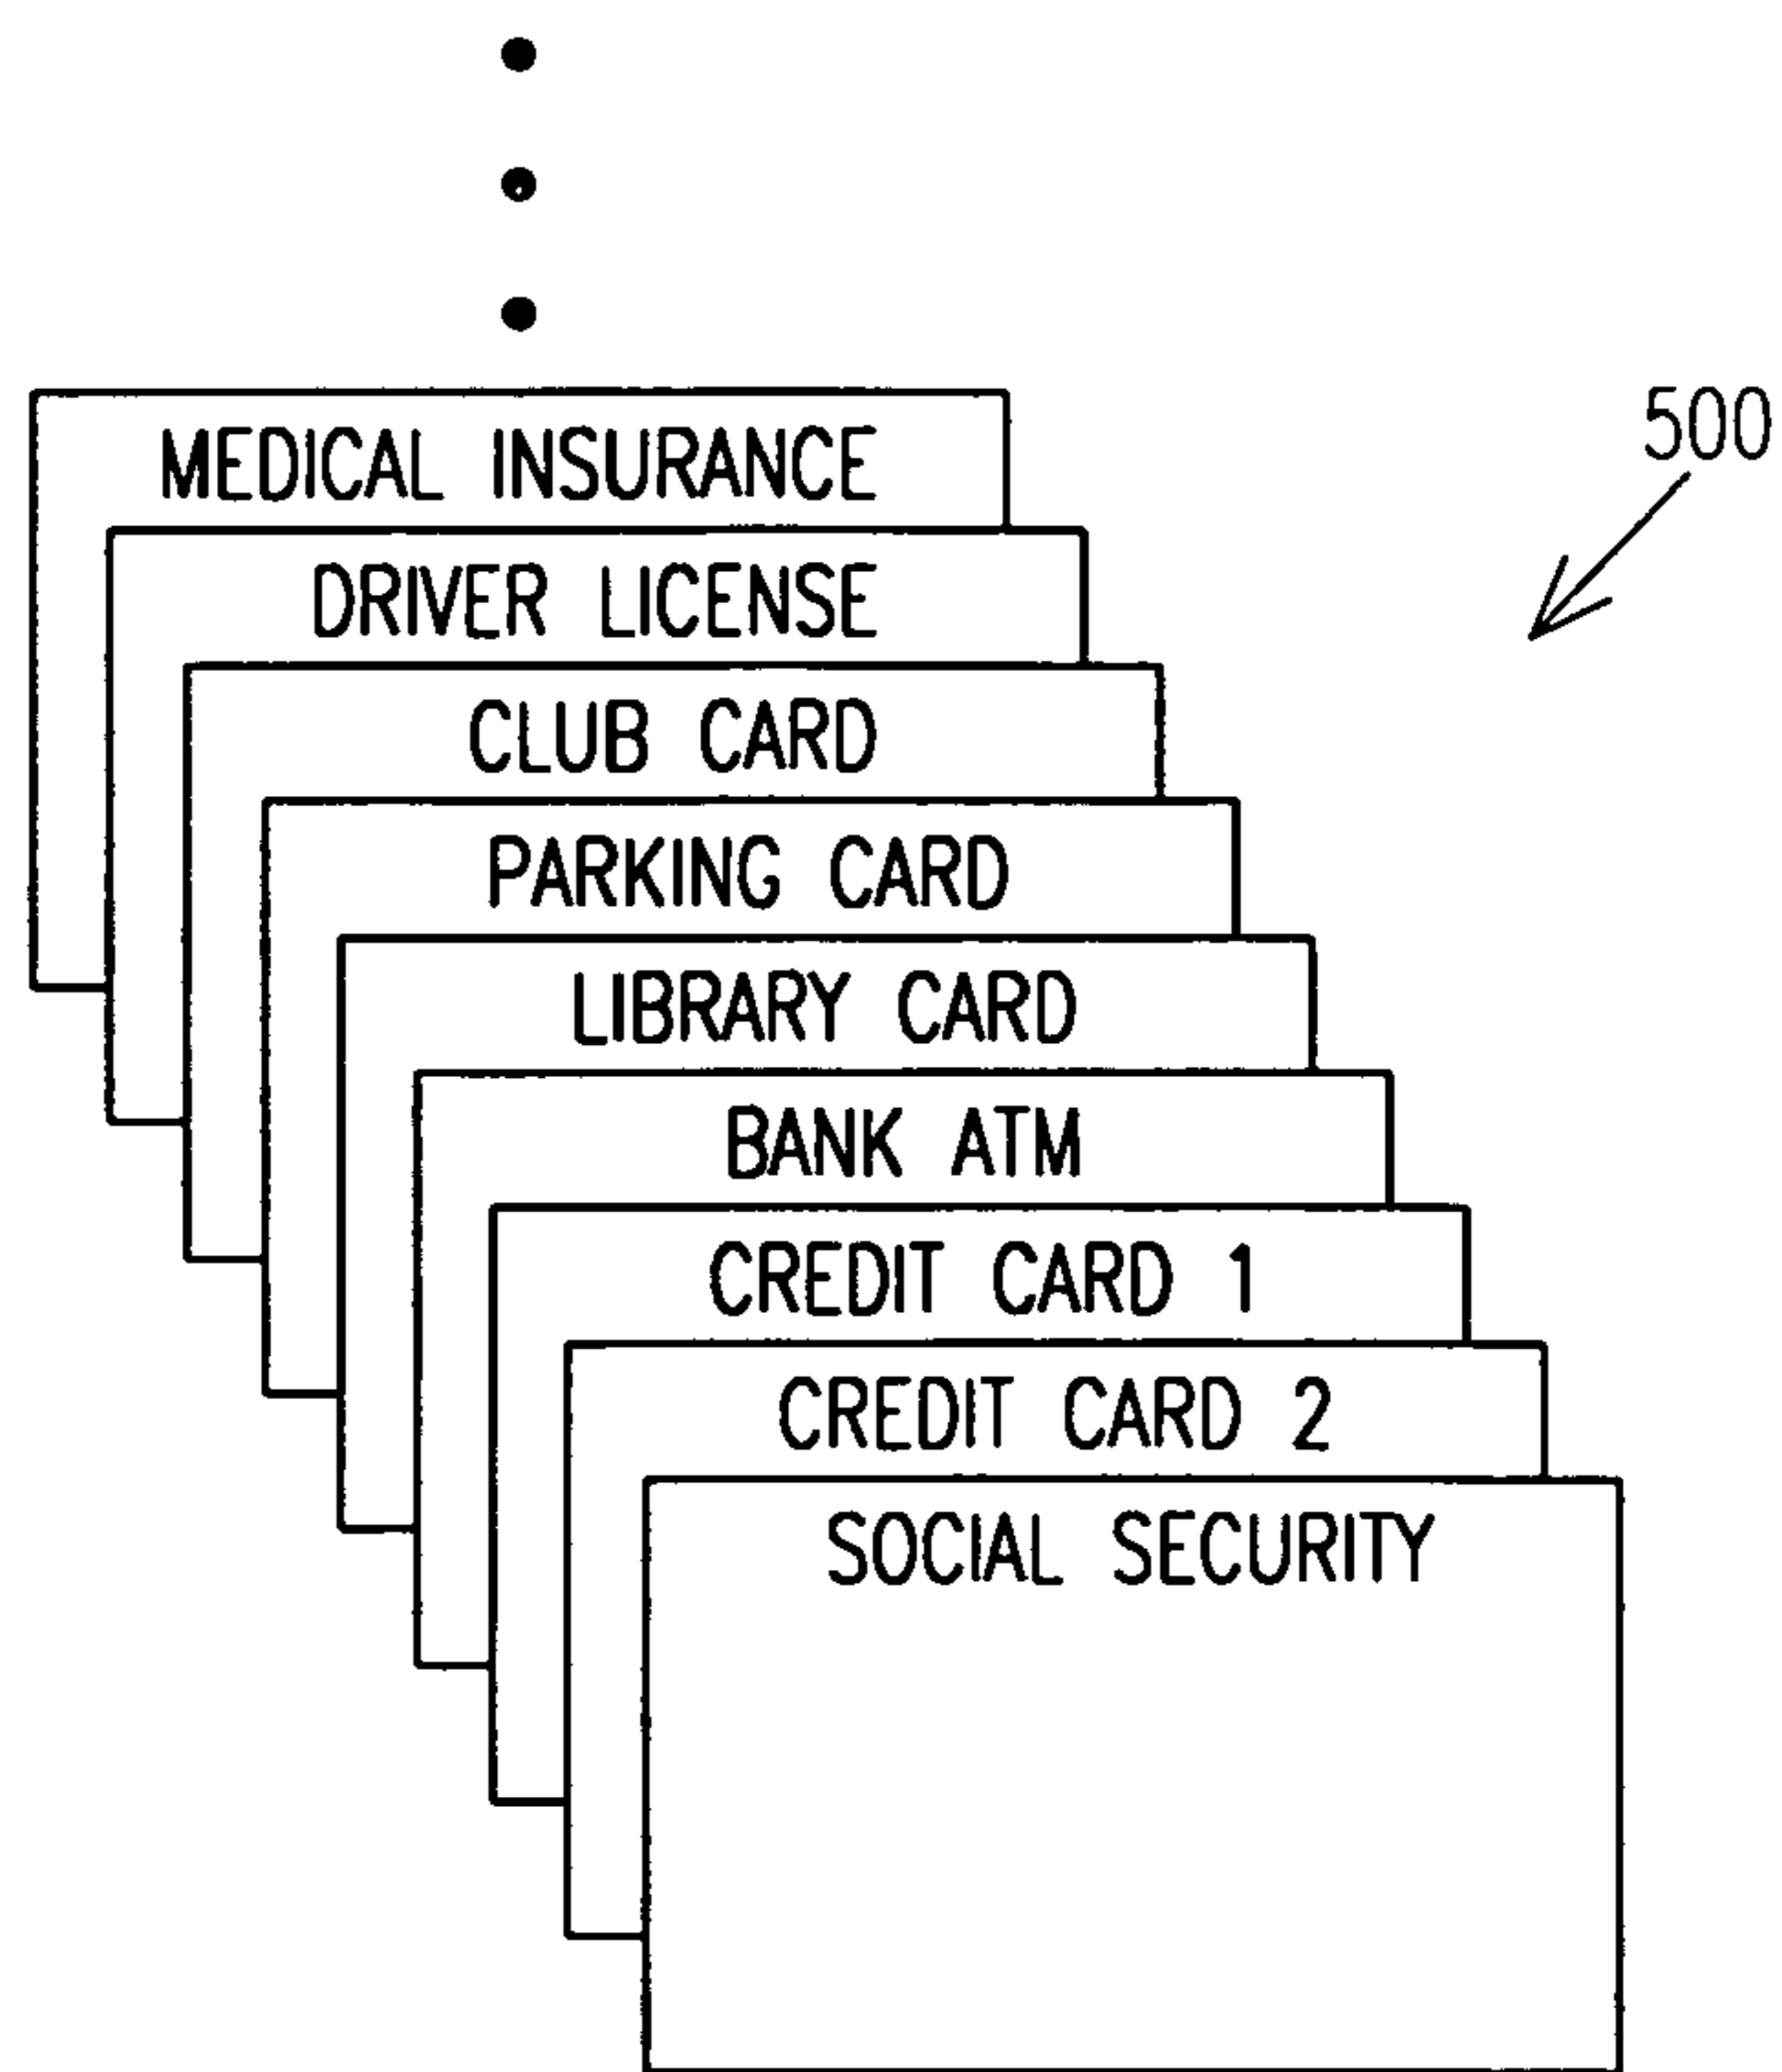 500
MEDICAL INSURANCE
DRIVER LICENSE
CLUB CARD
PARKING CARD
LIBRARY CARD
BANK ATM
CREDIT CARD 1
CREDIT CARD 2
SOCIAL SECURITY